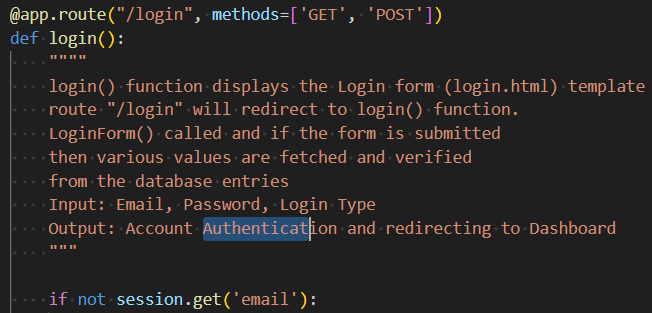 @app.route("/login", methods=['GET', 'POST'])
def login():
    """"
    login() function displays the Login form (login.html) template
    route "/login" will redirect to login() function.
    LoginForm() called and if the form is submitted
    then various values are fetched and verified
    from the database entries
    Input: Email, Password, Login Type
    Output: Account Authentication and redirecting to Dashboard
    """
    if not session.get('email'):